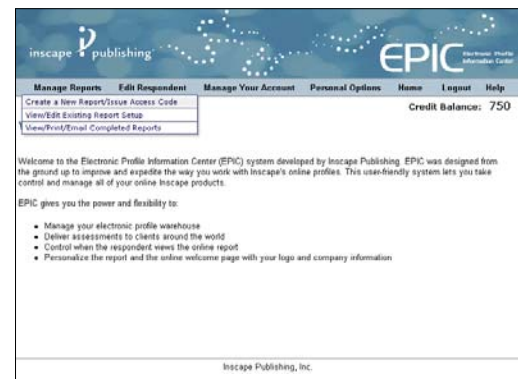 inscape publishing
EPIC Electronic Profile Information Center
Manage Reports Edit Respondent Manage Your Account Personal Options Home Logout Help
Create a New Report/Issue Access Code
View/Edit Existing Report Setup
View/Print/Email Completed Reports
Credit Balance: 750
Welcome to the Electronic Profile Information Center (EPIC) system developed by Inscape Publishing. EPIC was designed from
the ground up to improve and expedite the way you work with Inscape's online profiles. This user-friendly system lets you take
control and manage all of your online Inscape products.
EPIC gives you the power and flexibility to:
Manage your electronic profile warehouse
Deliver assessments to clients around the world
Control when the respondent views the online report
Personalize the report and the online welcome page with your logo and company information
Inscape Publishing, Inc.